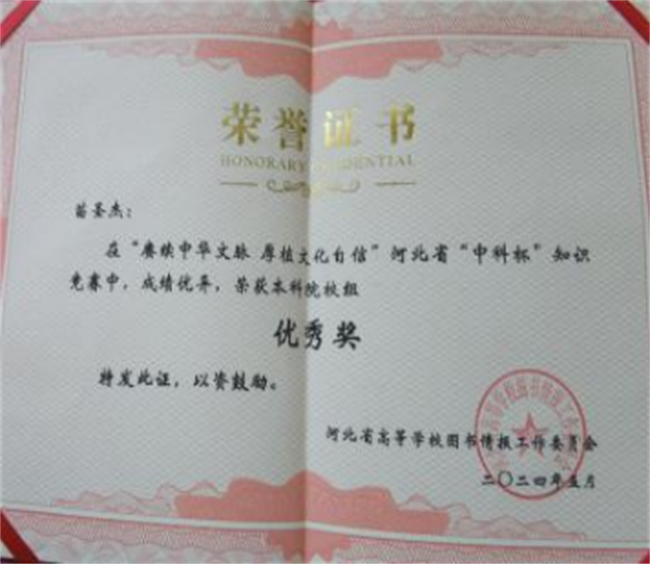 荣誉证书
HONORARY CREDENTIAL
苗圣杰：
在“赓续中华文脉 厚植文化自信”河北省“中科杯”知识
竞赛中，成绩优异，荣获本科院校组
优秀奖
特发此证，以资鼓励。
河北省高等学校图书情报工作委员会
二〇二四年五月